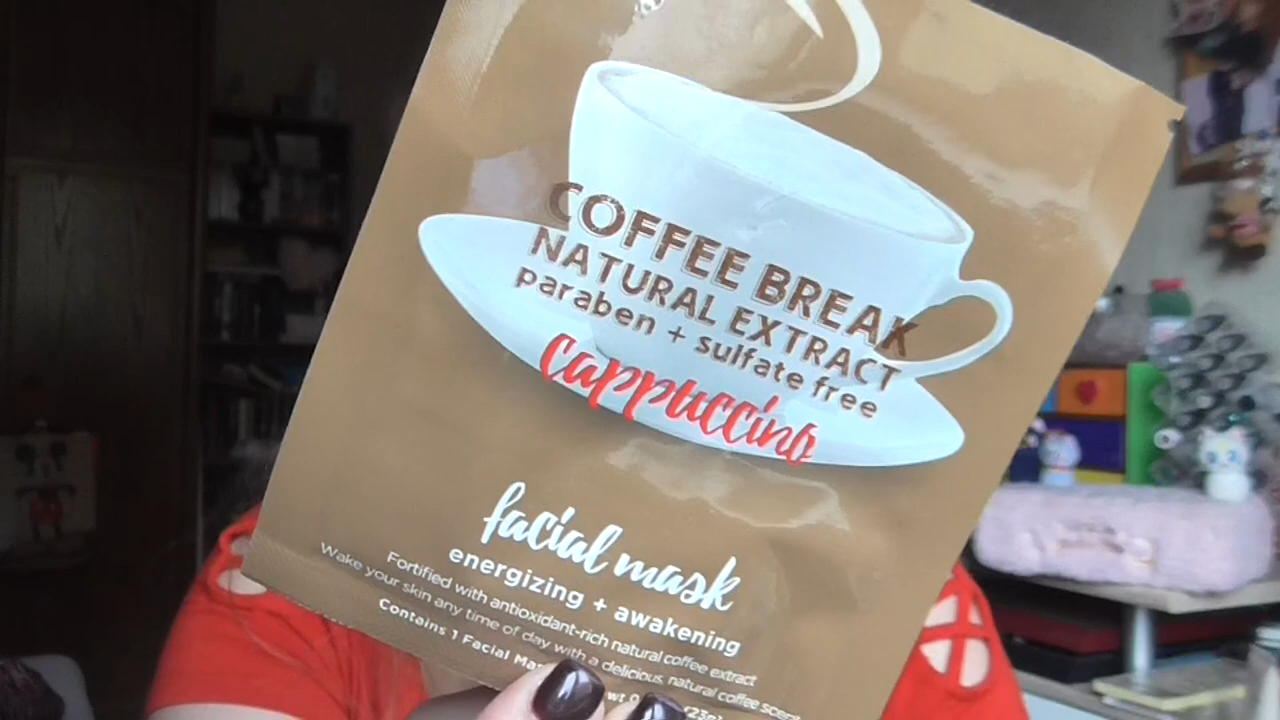 COFFEE BREAK
NATURAL EXTRACT
paraben + sulfate free
cappuccino
facial mask
energizing + awakening
Fortified with antioxidant-rich natural coffee extract
Wake your skin any time of day with a delicious, natural coffee scent
Contains 1 Facial